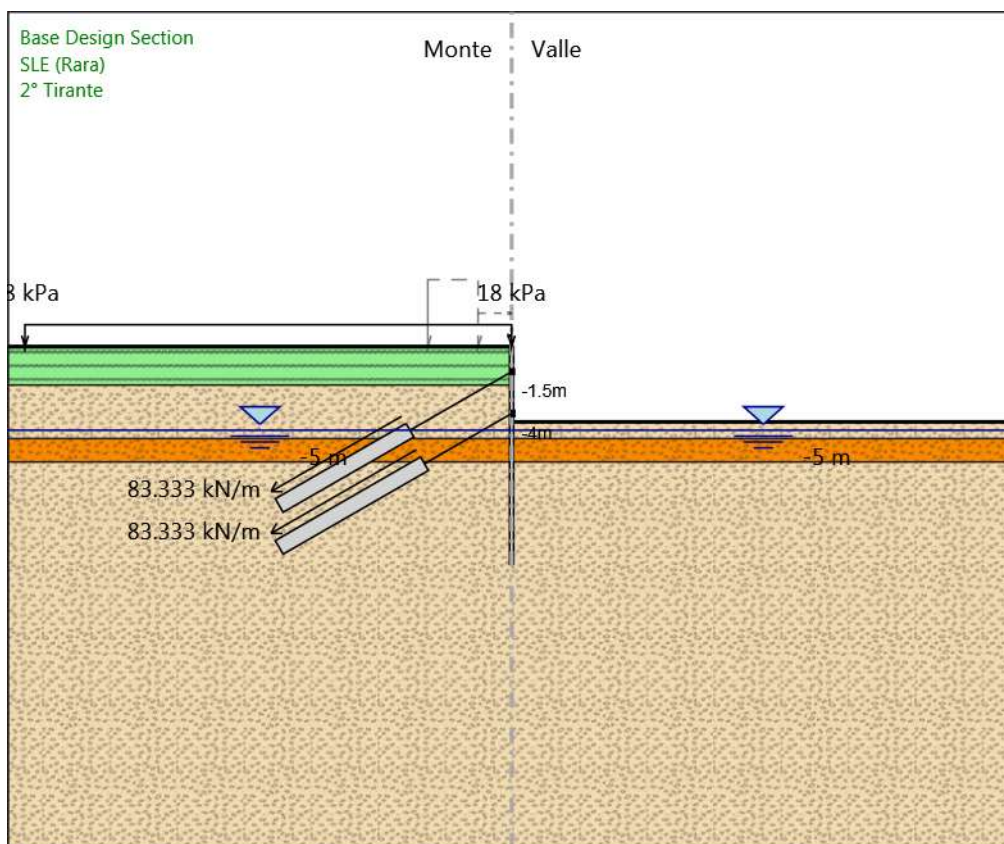 Base Design Section
SLE (Rara)
2° Tirante
Monte
Valle
8 kPa
18 kPa
-1.5m
-4m
-5 m
-5 m
83.333 kN/m
83.333 kN/m